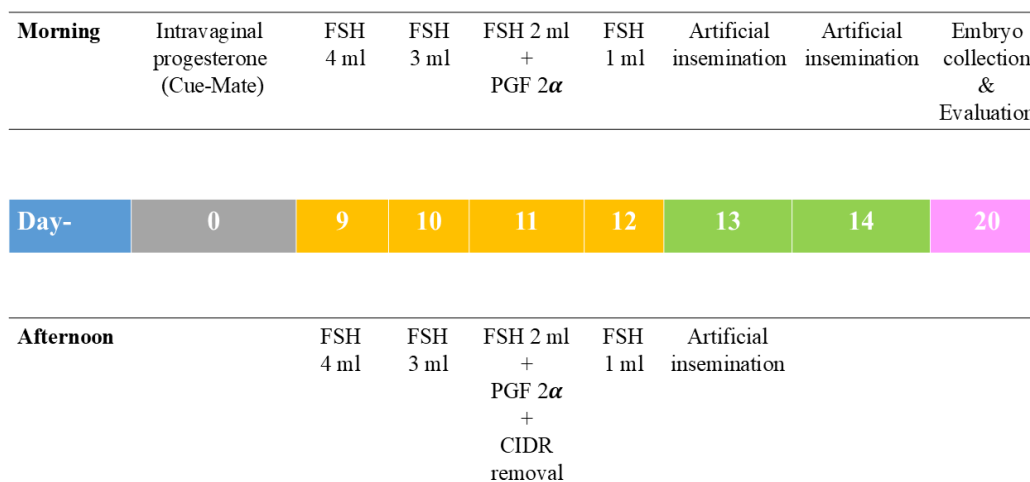 Morning Intravaginal FSH FSH FSH 2 ml FSH Artificial Artificial Embryo
progesterone 4 ml 3 ml + 1 ml insemination insemination collection
(Cue-Mate) PGF 2α &
Evaluation
Day- 0 9 10 11 12 13 14 20
Afternoon FSH FSH FSH 2 ml FSH Artificial
4 ml 3 ml + 1 ml insemination
PGF 2α
+
CIDR
removal